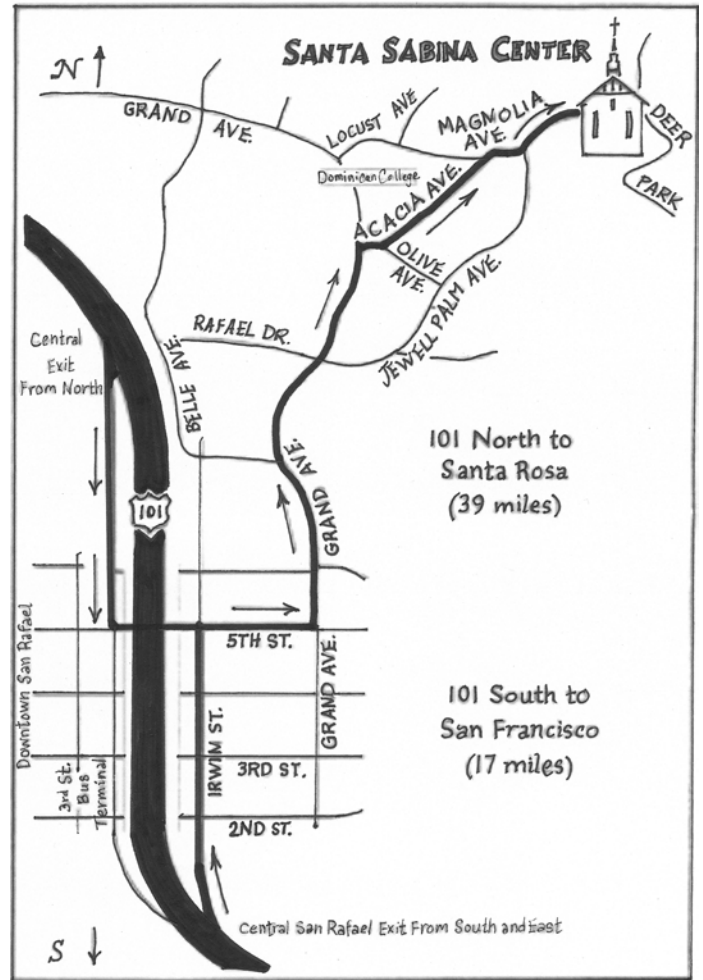 SANTA SABINA CENTER
N
GRAND AVE.
LOCUST AVE
MAGNOLIA AVE.
DEER PARK
Dominican College
ACACIA AVE.
OLIVE AVE.
JEWELL PALM AVE.
RAFAEL DR.
BELLE AVE.
Central
Exit
From North
101
GRAND AVE.
101 North to
Santa Rosa
(39 miles)
5TH ST.
Downtown San Rafael
GRAND AVE.
IRWIM ST.
3RD ST.
3rd St.
Bus
Terminal
2ND ST.
101 South to
San Francisco
(17 miles)
Central San Rafael Exit From South and East
S